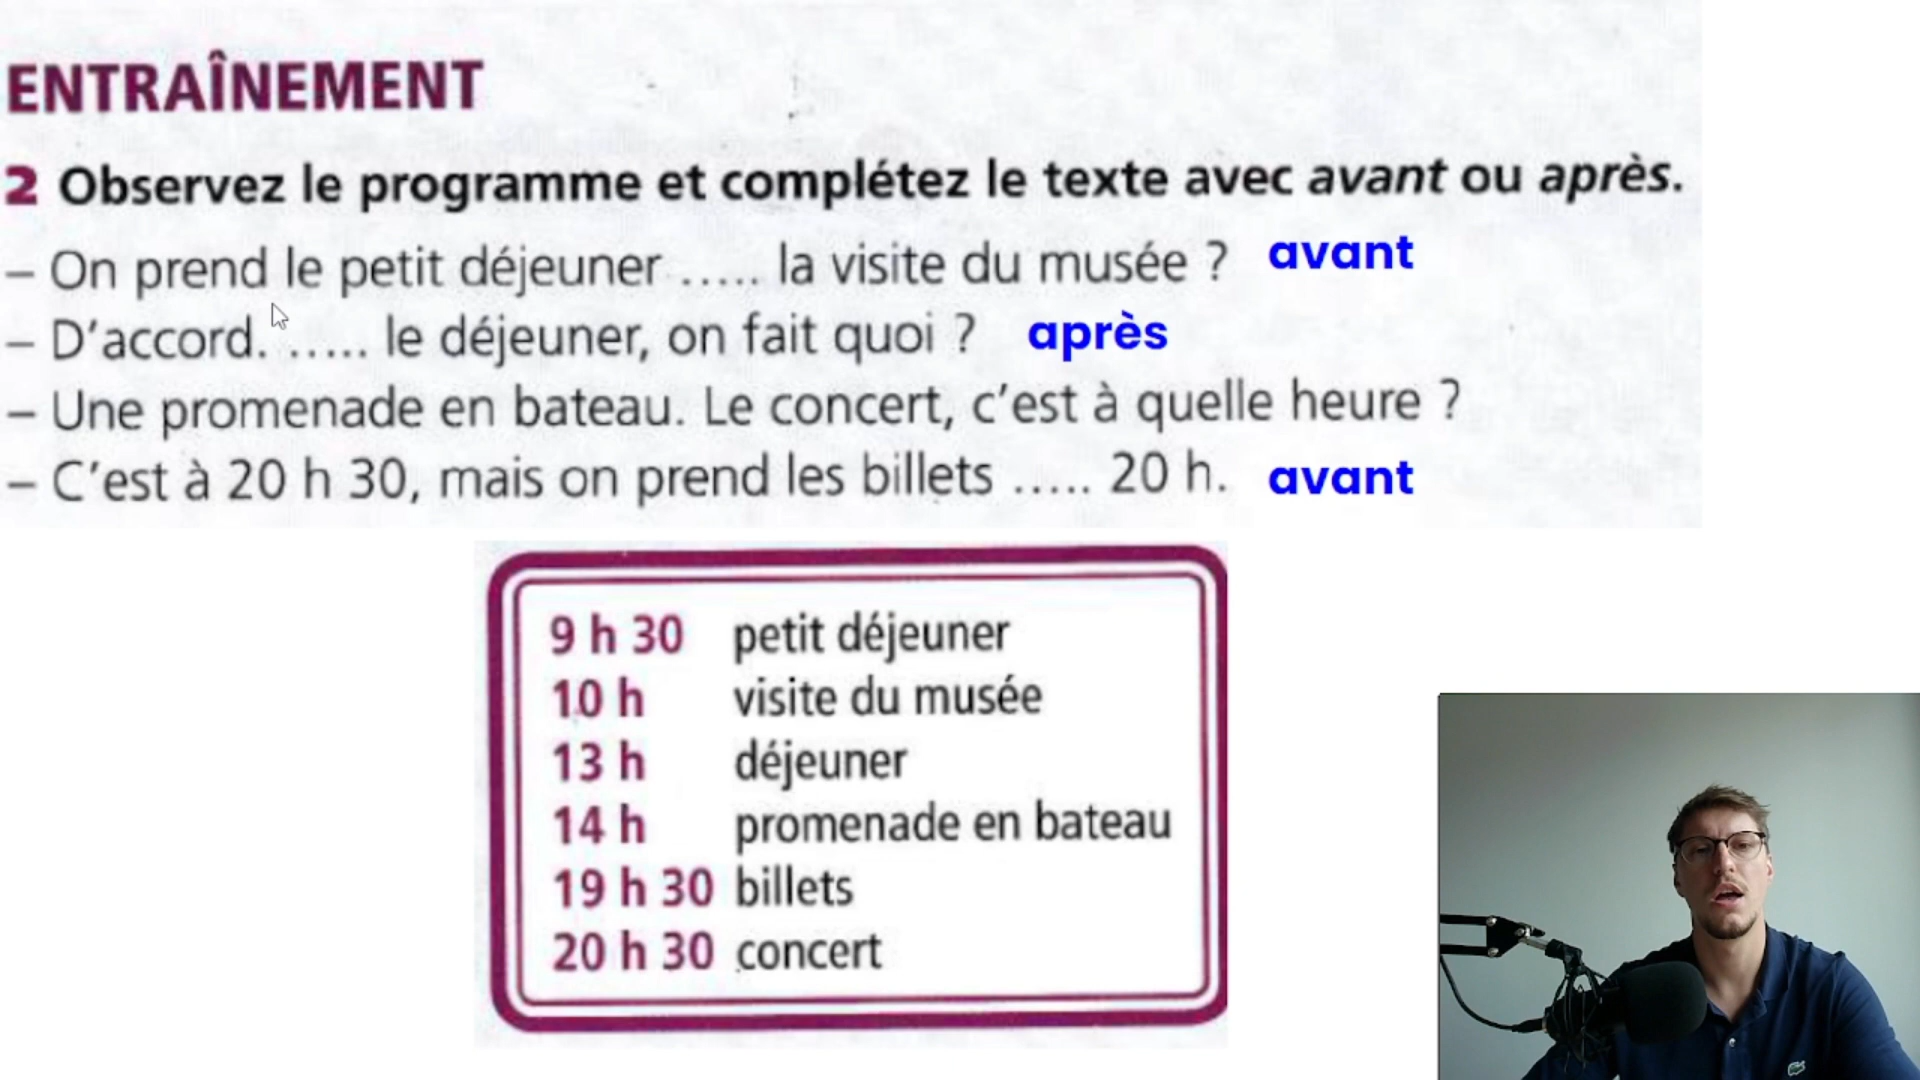 ENTRAÎNEMENT
2 Observez le programme et complétez le texte avec avant ou après.
– On prend le petit déjeuner ..... la visite du musée ? avant
– D'accord. ..... le déjeuner, on fait quoi ? après
– Une promenade en bateau. Le concert, c'est à quelle heure ?
– C'est à 20 h 30, mais on prend les billets ..... 20 h. avant
9 h 30 petit déjeuner
10 h visite du musée
13 h déjeuner
14 h promenade en bateau
19 h 30 billets
20 h 30 concert